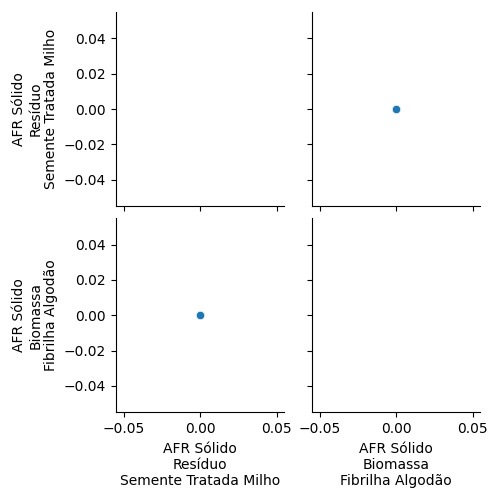 AFR Sólido
Resíduo
Semente Tratada Milho
0.04
0.02
0.00
−0.02
−0.04
AFR Sólido
Biomassa
Fibrilha Algodão
0.04
0.02
0.00
−0.02
−0.04
−0.05 0.00 0.05
−0.05 0.00 0.05
AFR Sólido
Resíduo
Semente Tratada Milho
AFR Sólido
Biomassa
Fibrilha Algodão